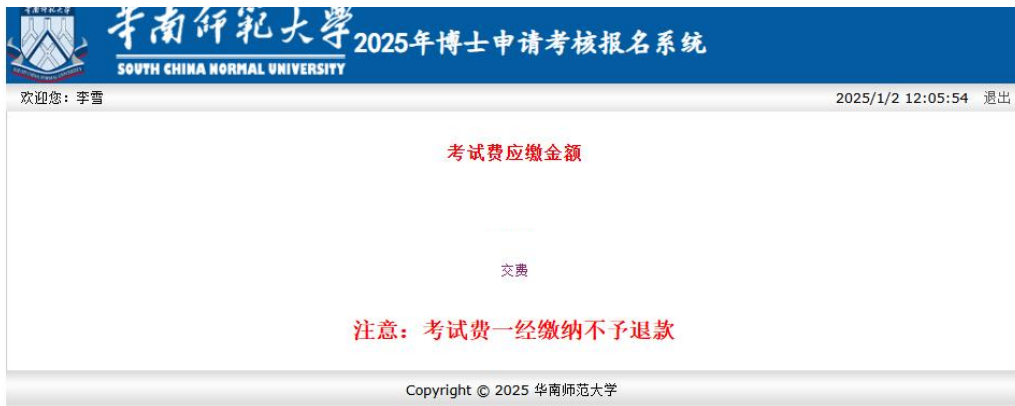 华南师范大学
SOUTH CHINA NORMAL UNIVERSITY
2025年博士申请考核报名系统
欢迎您：李雪
2025/1/2 12:05:54 退出
考试费应缴金额
交费
注意：考试费一经缴纳不予退款
Copyright © 2025 华南师范大学